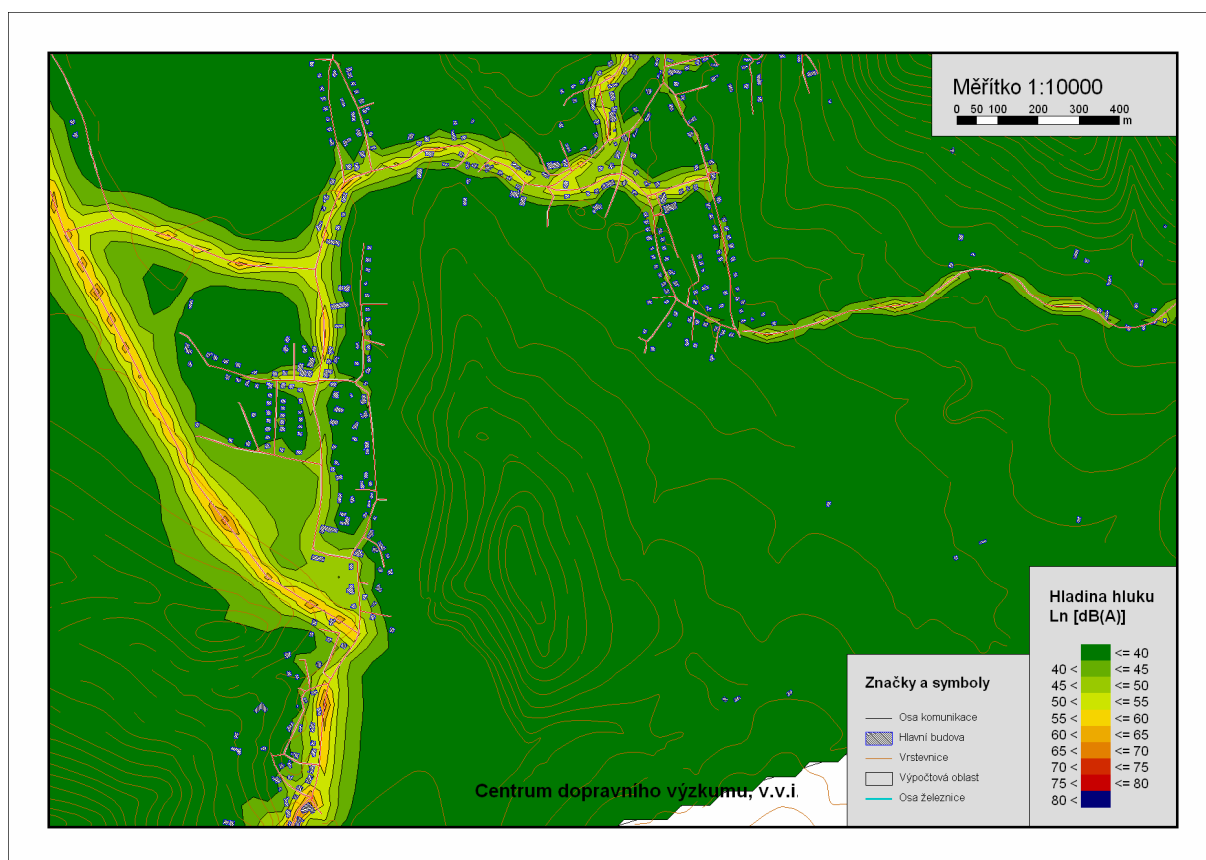 Měřítko 1:10000
0 50 100 200 300 400
m
Hladina hluku
Ln [dB(A)]
<= 40
40 < <= 45
45 < <= 50
50 < <= 55
55 < <= 60
60 < <= 65
65 < <= 70
70 < <= 75
75 < <= 80
80 <
Značky a symboly
Osa komunikace
Hlavní budova
Vrstevnice
Výpočtová oblast
Osa železnice
Centrum dopravního výzkumu, v.v.i.